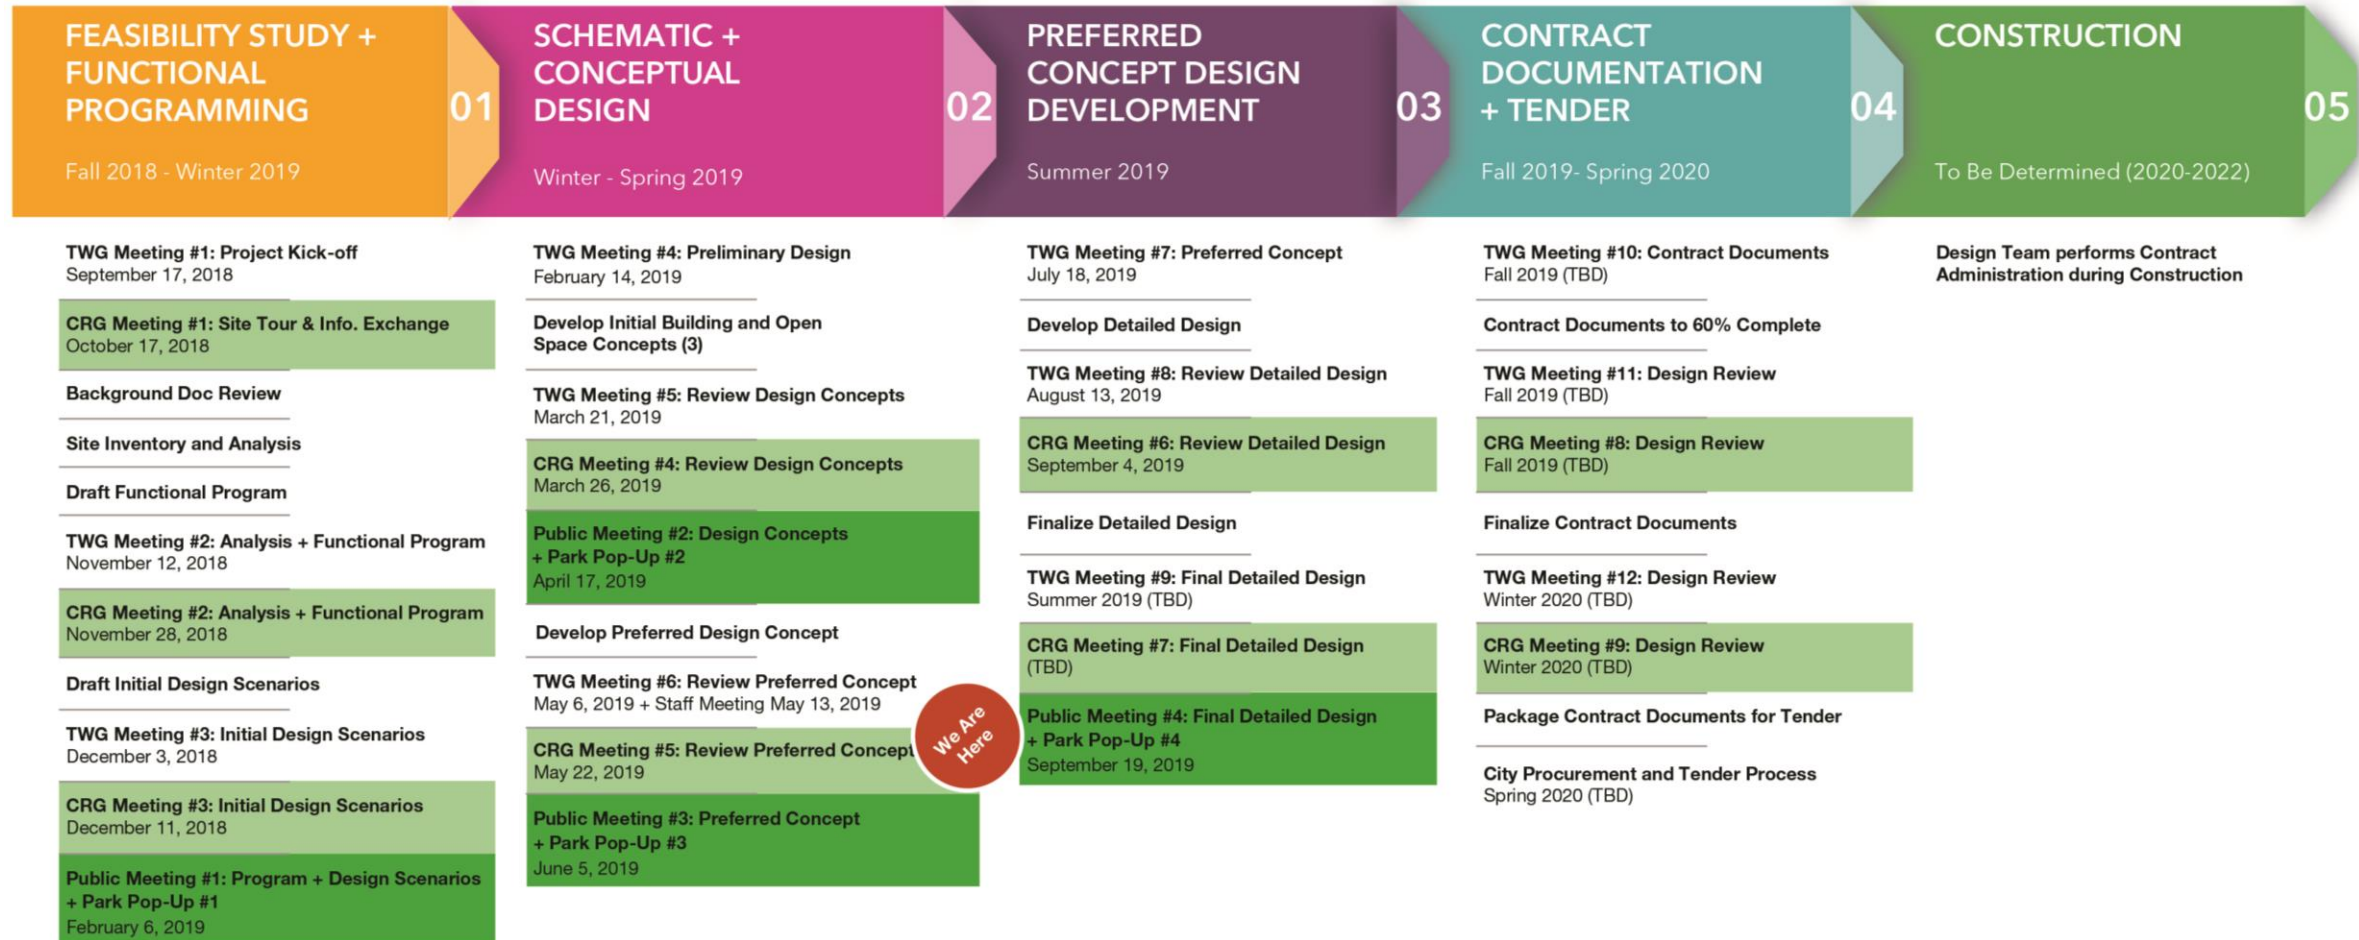 FEASIBILITY STUDY +
FUNCTIONAL
PROGRAMMING
01
Fall 2018 - Winter 2019
SCHEMATIC +
CONCEPTUAL
DESIGN
02
Winter - Spring 2019
PREFERRED
CONCEPT DESIGN
DEVELOPMENT
03
Summer 2019
CONTRACT
DOCUMENTATION
+ TENDER
04
Fall 2019- Spring 2020
CONSTRUCTION
05
To Be Determined (2020-2022)
TWG Meeting #1: Project Kick-off
September 17, 2018
CRG Meeting #1: Site Tour & Info. Exchange
October 17, 2018
Background Doc Review
Site Inventory and Analysis
Draft Functional Program
TWG Meeting #2: Analysis + Functional Program
November 12, 2018
CRG Meeting #2: Analysis + Functional Program
November 28, 2018
Draft Initial Design Scenarios
TWG Meeting #3: Initial Design Scenarios
December 3, 2018
CRG Meeting #3: Initial Design Scenarios
December 11, 2018
Public Meeting #1: Program + Design Scenarios
+ Park Pop-Up #1
February 6, 2019
TWG Meeting #4: Preliminary Design
February 14, 2019
Develop Initial Building and Open
Space Concepts (3)
TWG Meeting #5: Review Design Concepts
March 21, 2019
CRG Meeting #4: Review Design Concepts
March 26, 2019
Public Meeting #2: Design Concepts
+ Park Pop-Up #2
April 17, 2019
Develop Preferred Design Concept
TWG Meeting #6: Review Preferred Concept
May 6, 2019 + Staff Meeting May 13, 2019
CRG Meeting #5: Review Preferred Concept
May 22, 2019
Public Meeting #3: Preferred Concept
+ Park Pop-Up #3
June 5, 2019
We Are
Here
TWG Meeting #7: Preferred Concept
July 18, 2019
Develop Detailed Design
TWG Meeting #8: Review Detailed Design
August 13, 2019
CRG Meeting #6: Review Detailed Design
September 4, 2019
Finalize Detailed Design
TWG Meeting #9: Final Detailed Design
Summer 2019 (TBD)
CRG Meeting #7: Final Detailed Design
(TBD)
Public Meeting #4: Final Detailed Design
+ Park Pop-Up #4
September 19, 2019
TWG Meeting #10: Contract Documents
Fall 2019 (TBD)
Contract Documents to 60% Complete
TWG Meeting #11: Design Review
Fall 2019 (TBD)
CRG Meeting #8: Design Review
Fall 2019 (TBD)
Finalize Contract Documents
TWG Meeting #12: Design Review
Winter 2020 (TBD)
CRG Meeting #9: Design Review
Winter 2020 (TBD)
Package Contract Documents for Tender
City Procurement and Tender Process
Spring 2020 (TBD)
Design Team performs Contract
Administration during Construction